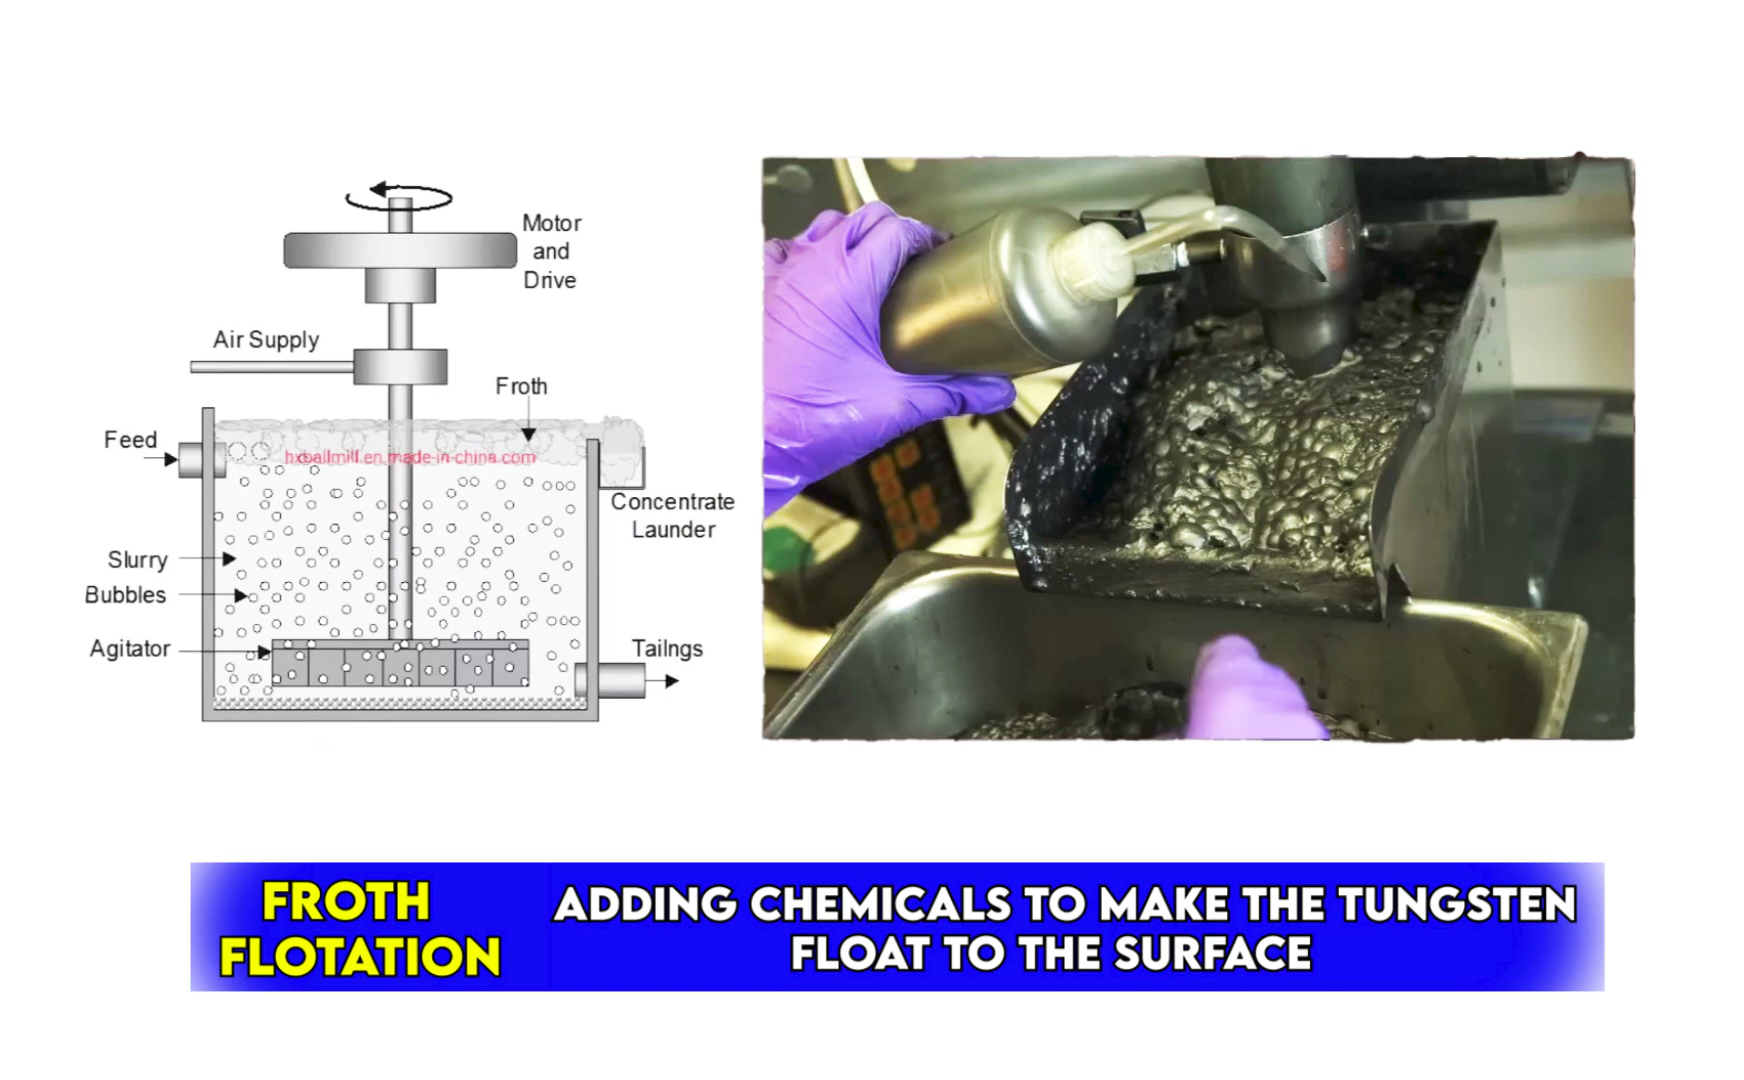 Motor
and
Drive
Air Supply
Froth
Feed
hxballmill.en.made-in-china.com
Concentrate
Launder
Slurry
Bubbles
Agitator
Tailngs
FROTH
FLOTATION
ADDING CHEMICALS TO MAKE THE TUNGSTEN
FLOAT TO THE SURFACE